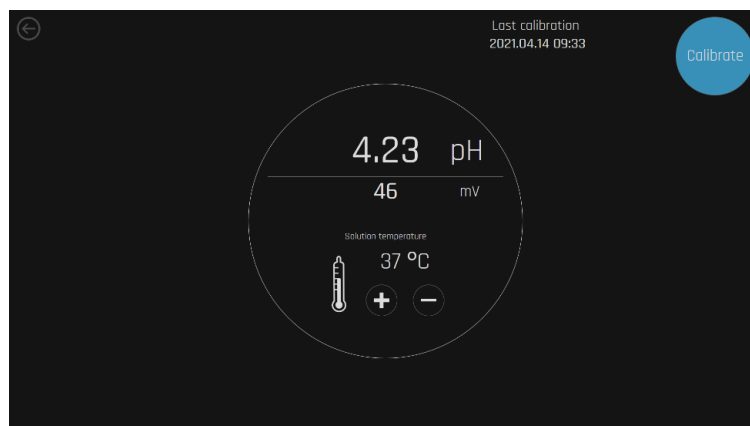 Last calibration
2021.04.14 09:33
Calibrate
4.23 pH
46 mV
Solution temperature
37 °C